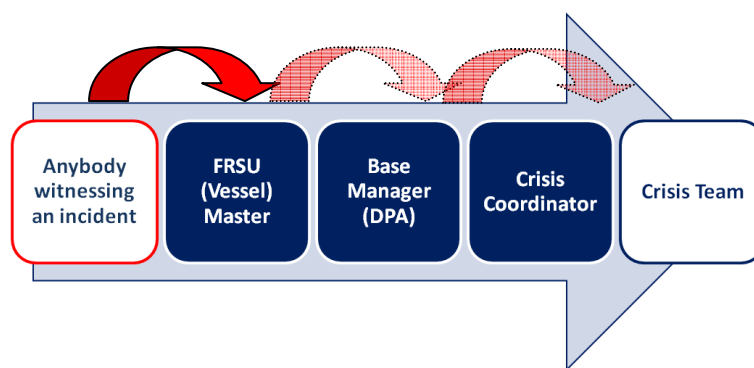 Anybody
witnessing
an incident
FRSU
(Vessel)
Master
Base
Manager
(DPA)
Crisis
Coordinator
Crisis Team